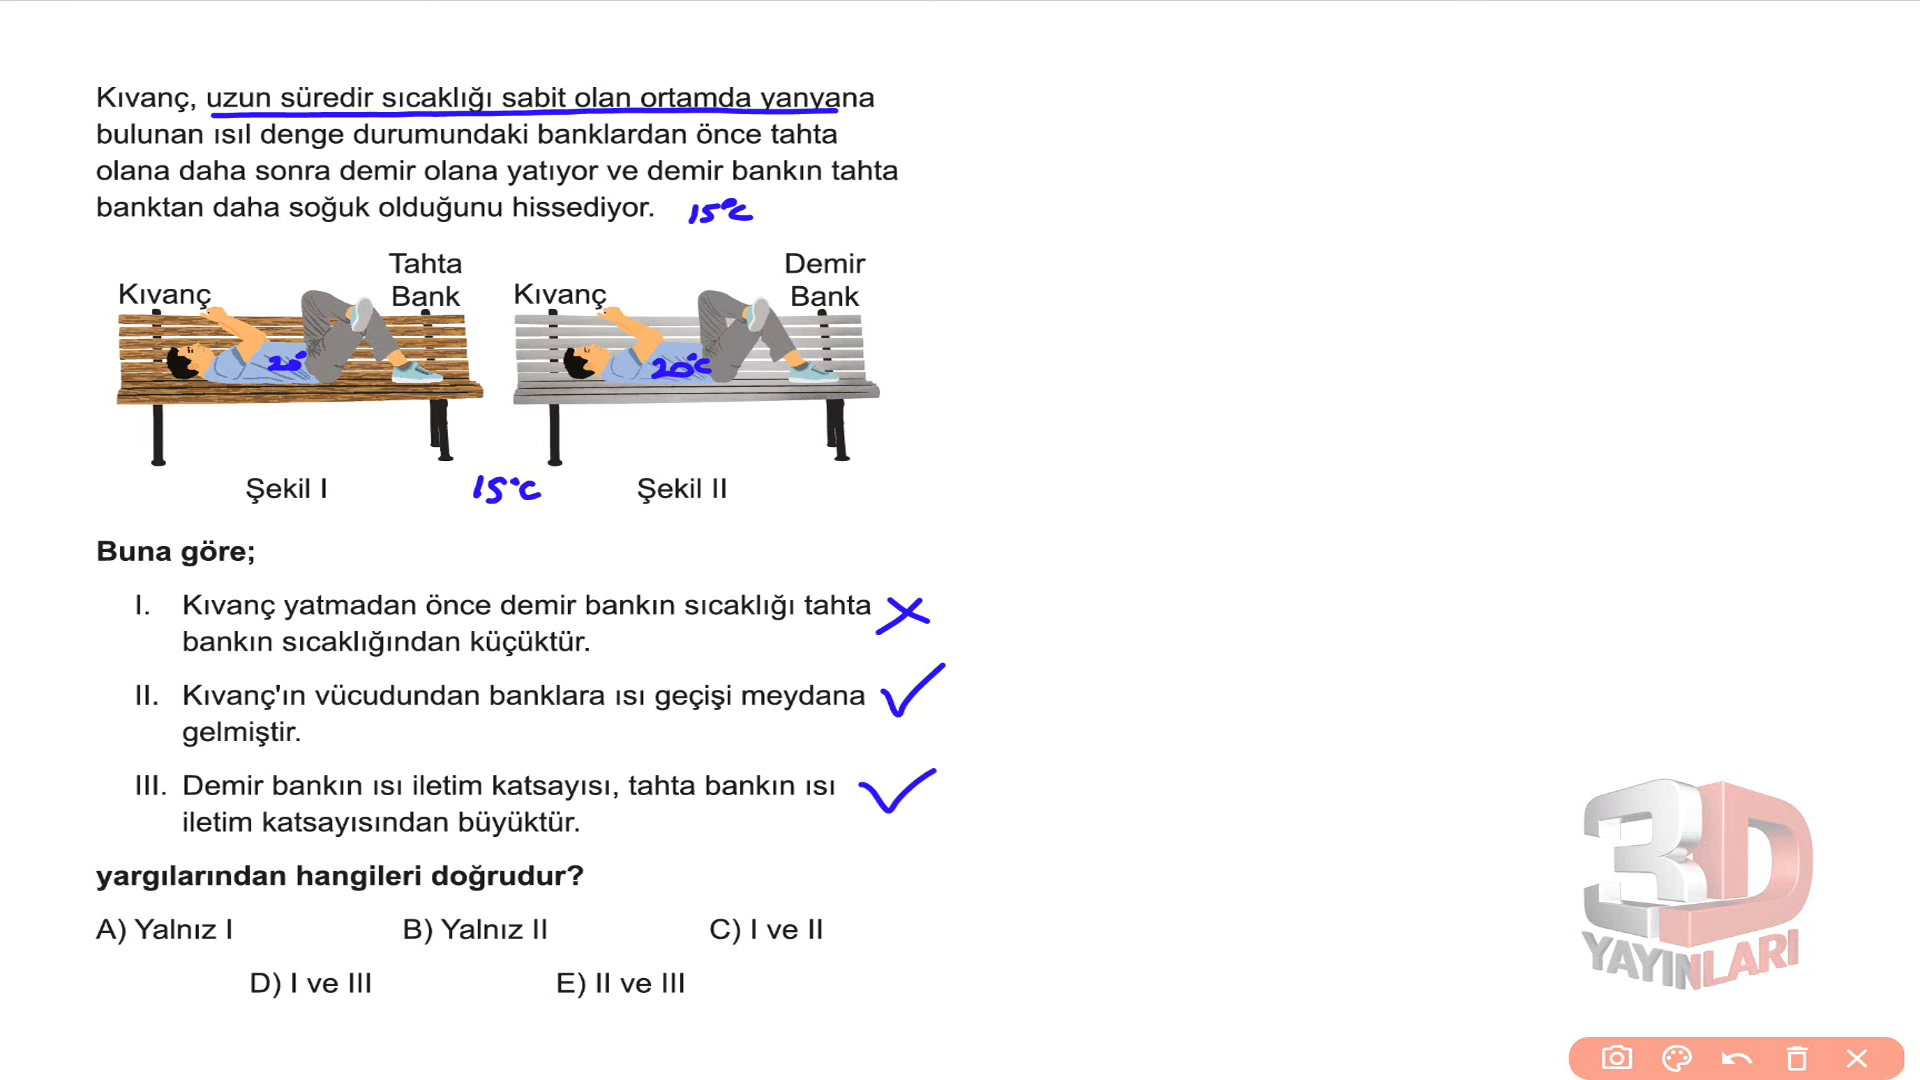 Kıvanç, uzun süredir sıcaklığı sabit olan ortamda yanyana
bulunan ısıl denge durumundaki banklardan önce tahta
olana daha sonra demir olana yatıyor ve demir bankın tahta
banktan daha soğuk olduğunu hissediyor. 15°C
Kıvanç
Tahta
Bank
20°
Şekil I
Kıvanç
Demir
Bank
20°C
Şekil II
15°C
Buna göre;
I. Kıvanç yatmadan önce demir bankın sıcaklığı tahta
bankın sıcaklığından küçüktür.
II. Kıvanç'ın vücudundan banklara ısı geçişi meydana
gelmiştir.
III. Demir bankın ısı iletim katsayısı, tahta bankın ısı
iletim katsayısından büyüktür.
yargılarından hangileri doğrudur?
A) Yalnız I B) Yalnız II C) I ve II
D) I ve III E) II ve III
3D
YAYINLARI